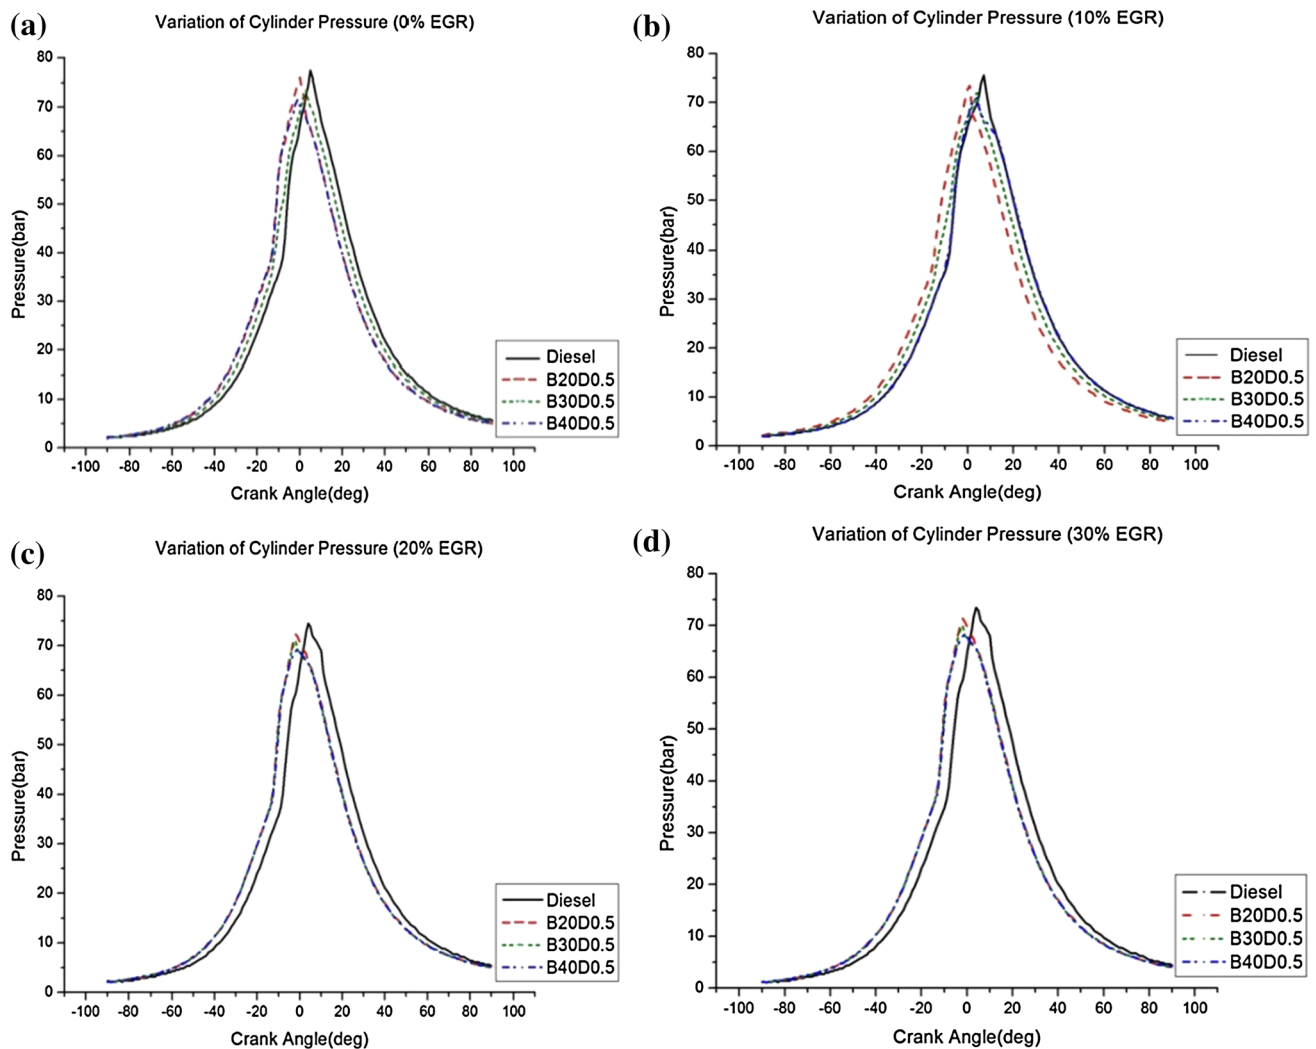 (a)
Variation of Cylinder Pressure (0% EGR)
80
70
60
50
40
30
20
10
0
Pressure(bar)
-100 -80 -60 -40 -20 0 20 40 60 80 100
Crank Angle(deg)
Diesel
B20D0.5
B30D0.5
B40D0.5
(b)
Variation of Cylinder Pressure (10% EGR)
80
70
60
50
40
30
20
10
0
Pressure(bar)
-100 -80 -60 -40 -20 0 20 40 60 80 100
Crank Angle(deg)
Diesel
B20D0.5
B30D0.5
B40D0.5
(c)
Variation of Cylinder Pressure (20% EGR)
80
70
60
50
40
30
20
10
0
Pressure(bar)
-100 -80 -60 -40 -20 0 20 40 60 80 100
Crank Angle(deg)
Diesel
B20D0.5
B30D0.5
B40D0.5
(d)
Variation of Cylinder Pressure (30% EGR)
80
70
60
50
40
30
20
10
0
Pressure(bar)
-100 -80 -60 -40 -20 0 20 40 60 80 100
Crank Angle(deg)
Diesel
B20D0.5
B30D0.5
B40D0.5